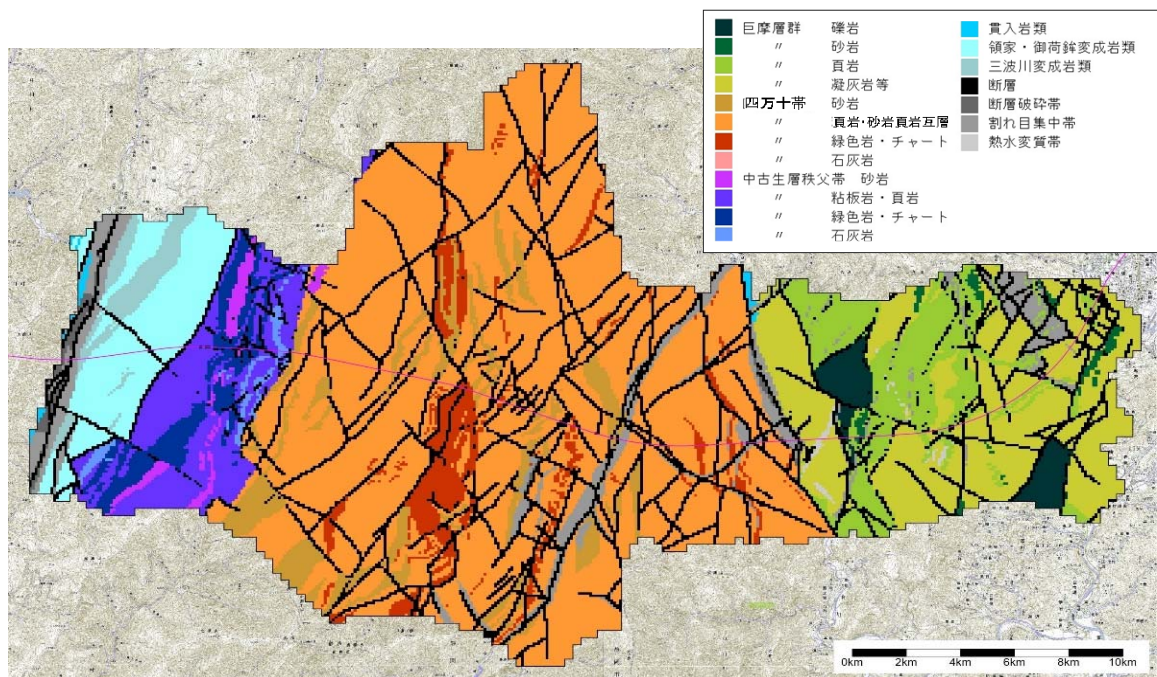 巨摩層群 礫岩
〃 砂岩
〃 頁岩
〃 凝灰岩等
四万十帯 砂岩
〃 頁岩・砂岩頁岩互層
〃 緑色岩・チャート
〃 石灰岩
中古生層秩父帯 砂岩
〃 粘板岩・頁岩
〃 緑色岩・チャート
〃 石灰岩
貫入岩類
領家・御荷鉾変成岩類
三波川変成岩類
断層
断層破砕帯
割れ目集中帯
熱水変質帯
0km 2km 4km 6km 8km 10km